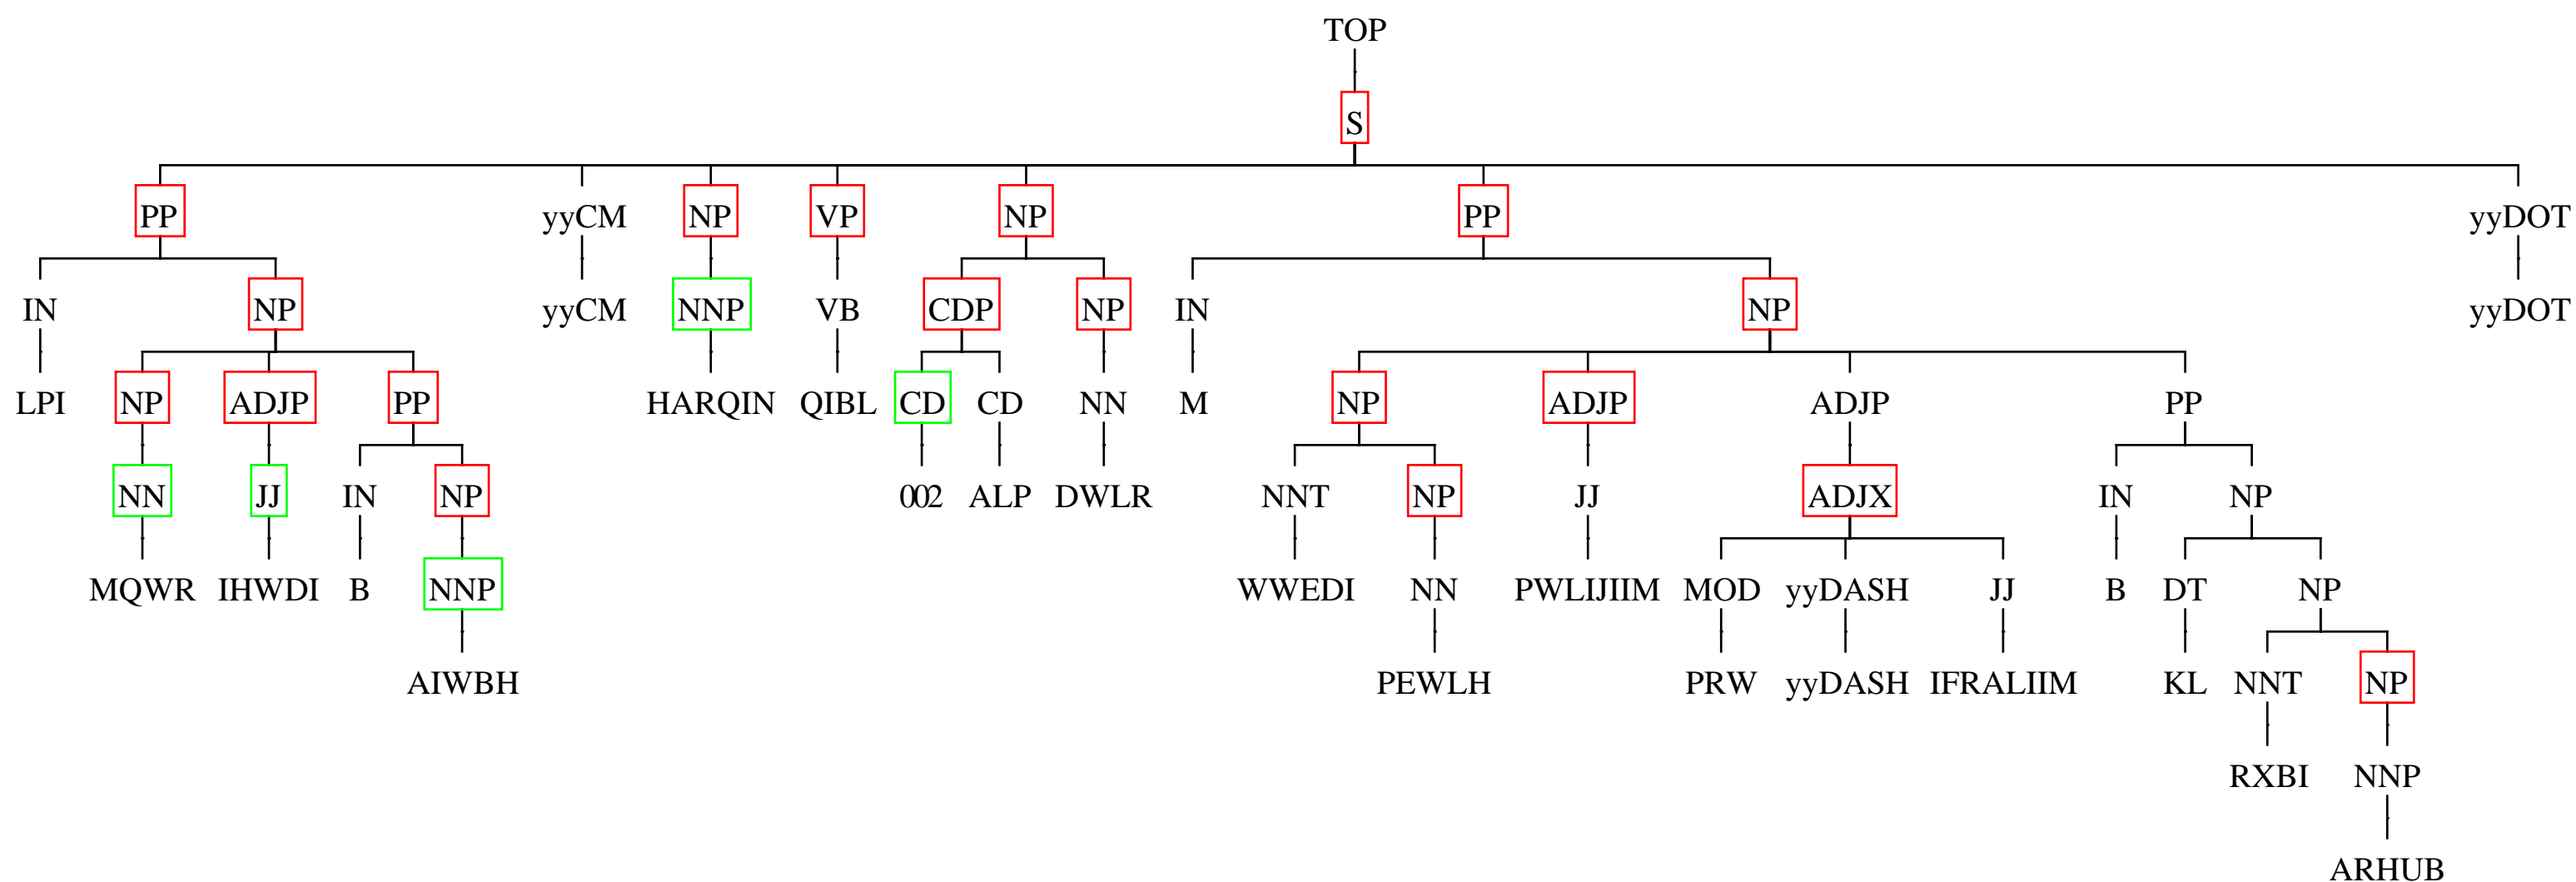 TOP
S
PP yyCM NP VP NP PP yyDOT
IN NP yyCM NNP VB CDP NP IN NP yyDOT
LPI NP ADJP PP HARQIN QIBL CD CD NN M NP ADJP ADJP PP
NN JJ IN NP 002 ALP DWLR NNT NP JJ ADJX IN NP
MQWR IHWDI B NNP WWEDI NN PWLIJIIM MOD yyDASH JJ B DT NP
AIWBH PEWLH PRW yyDASH IFRALIIM KL NNT NP
RXBI NNP
ARHUB